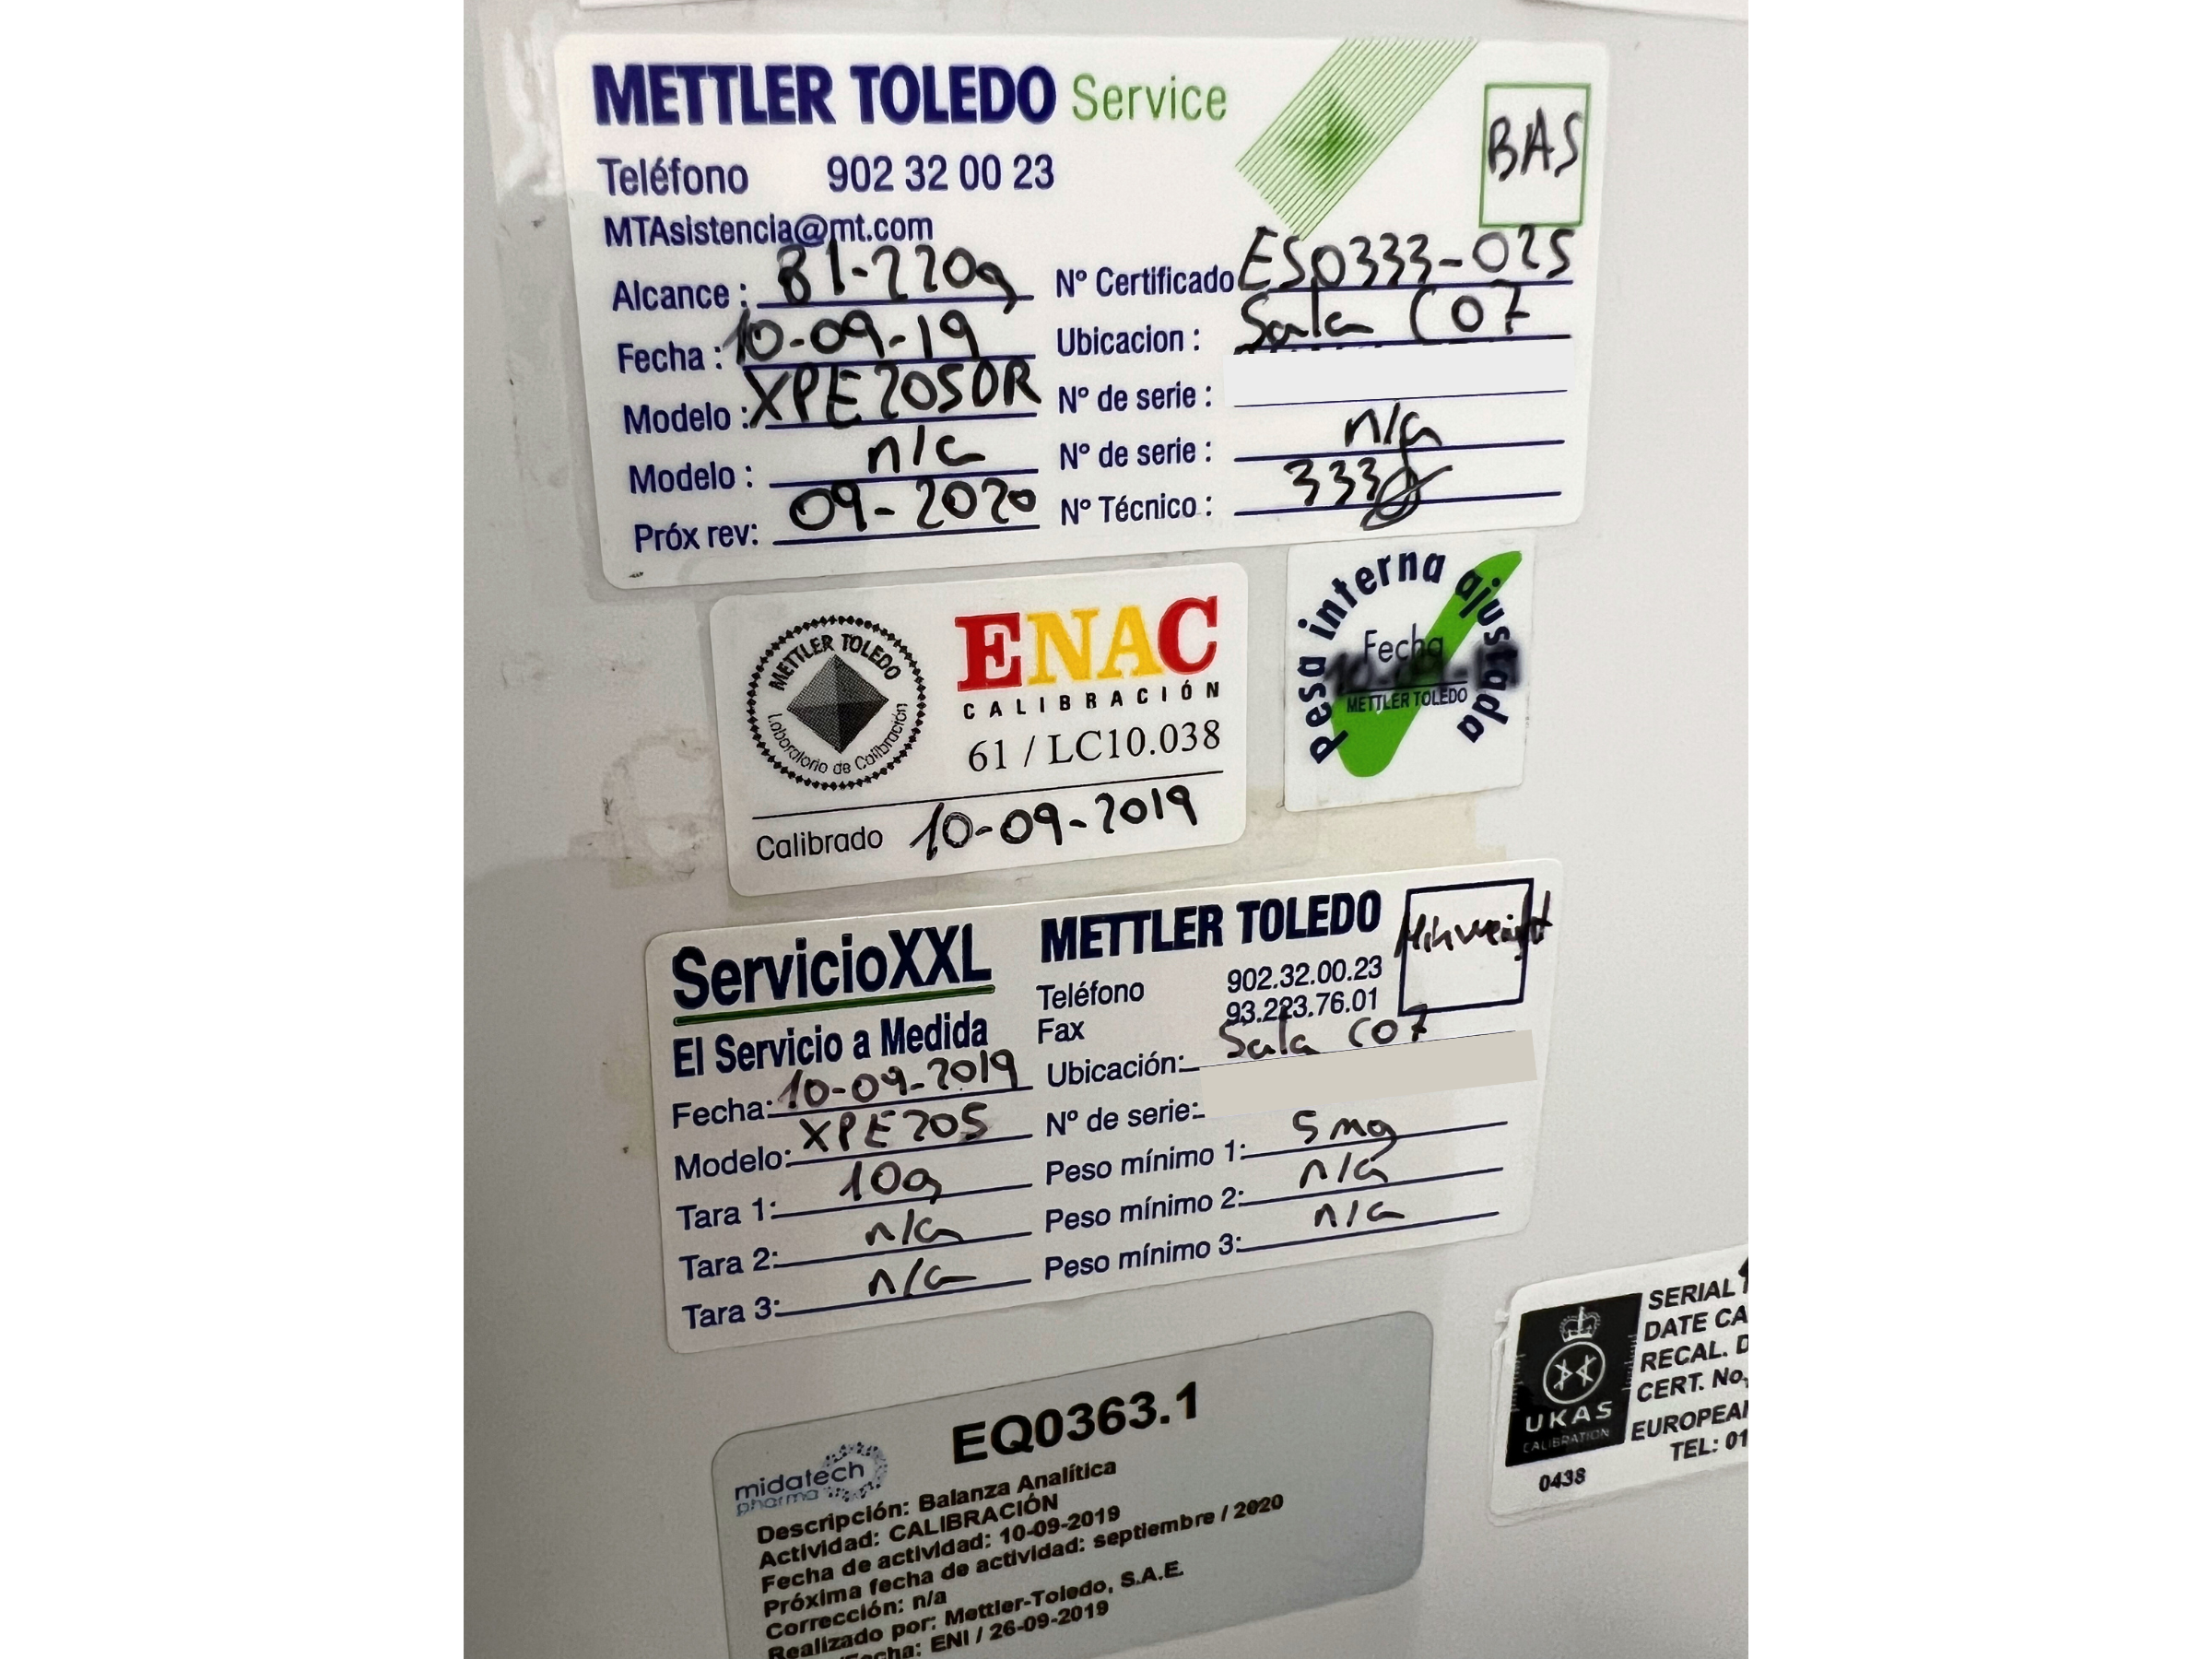 METTLER TOLEDO Service
BAS
Teléfono 902 32 00 23
MTAsistencia@mt.com
Alcance : 81-220g Nº Certificado ES0333-025
Fecha : 10-09-19 Ubicacion : Sala C07
Modelo : XPE205DR Nº de serie :
Modelo : n/a Nº de serie : n/a
Próx rev: 09-2020 Nº Técnico : 333
METTLER TOLEDO
Laboratorio de Calibración
ENAC
CALIBRACIÓN
61 / LC10.038
Calibrado 10-09-2019
Pesa interna ajustada
Fecha
10-09-19
METTLER TOLEDO
ServicioXXL METTLER TOLEDO
Minweight
El Servicio a Medida
Teléfono 902.32.00.23
Fax 93.223.76.01
Fecha: 10-09-2019 Ubicación: Sala C07
Modelo: XPE205 Nº de serie:
Tara 1: 10g Peso mínimo 1: 5mg
Tara 2: n/a Peso mínimo 2: n/a
Tara 3: n/a Peso mínimo 3: n/a
midatech
pharma
EQ0363.1
Descripción: Balanza Analítica
Actividad: CALIBRACIÓN
Fecha de actividad: 10-09-2019
Próxima fecha de actividad: septiembre / 2020
Corrección: n/a
Realizado por: Mettler-Toledo, S.A.E.
/Fecha: ENI / 26-09-2019
UKAS
CALIBRATION
0438
SERIAL
DATE CA
RECAL. D
CERT. No.
EUROPEA
TEL: 01